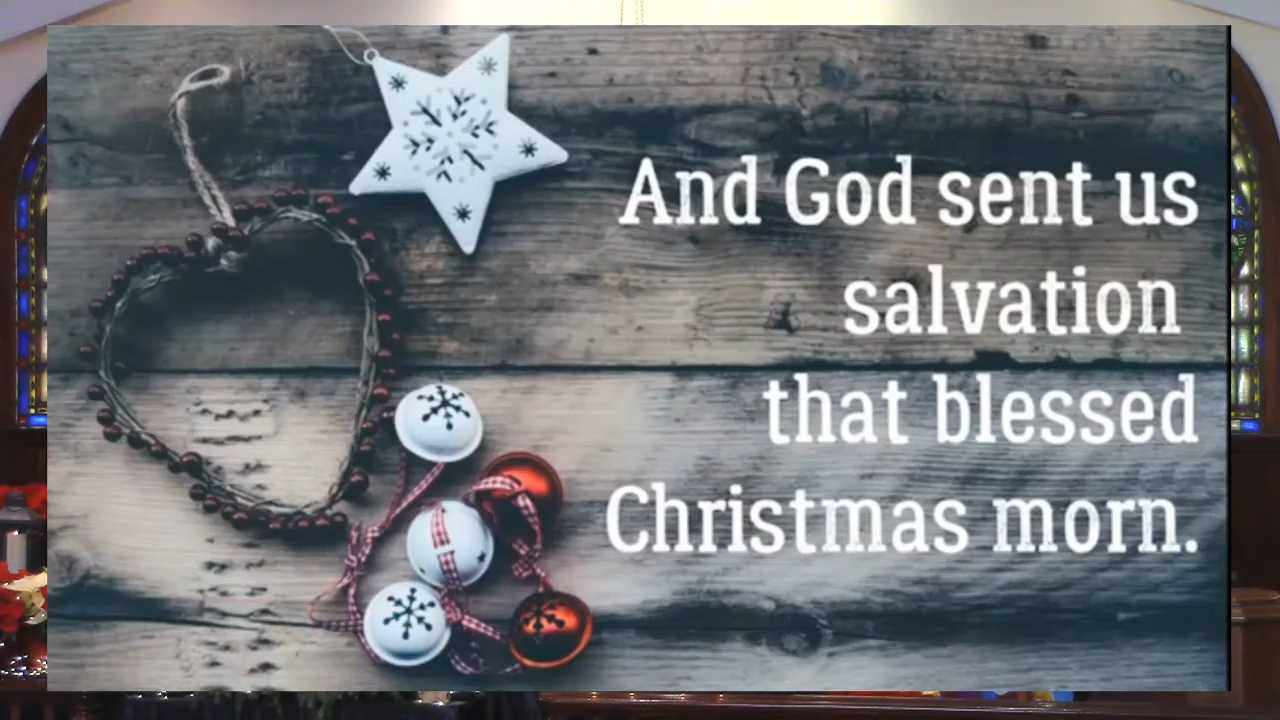 And God sent us
salvation
that blessed
Christmas morn.